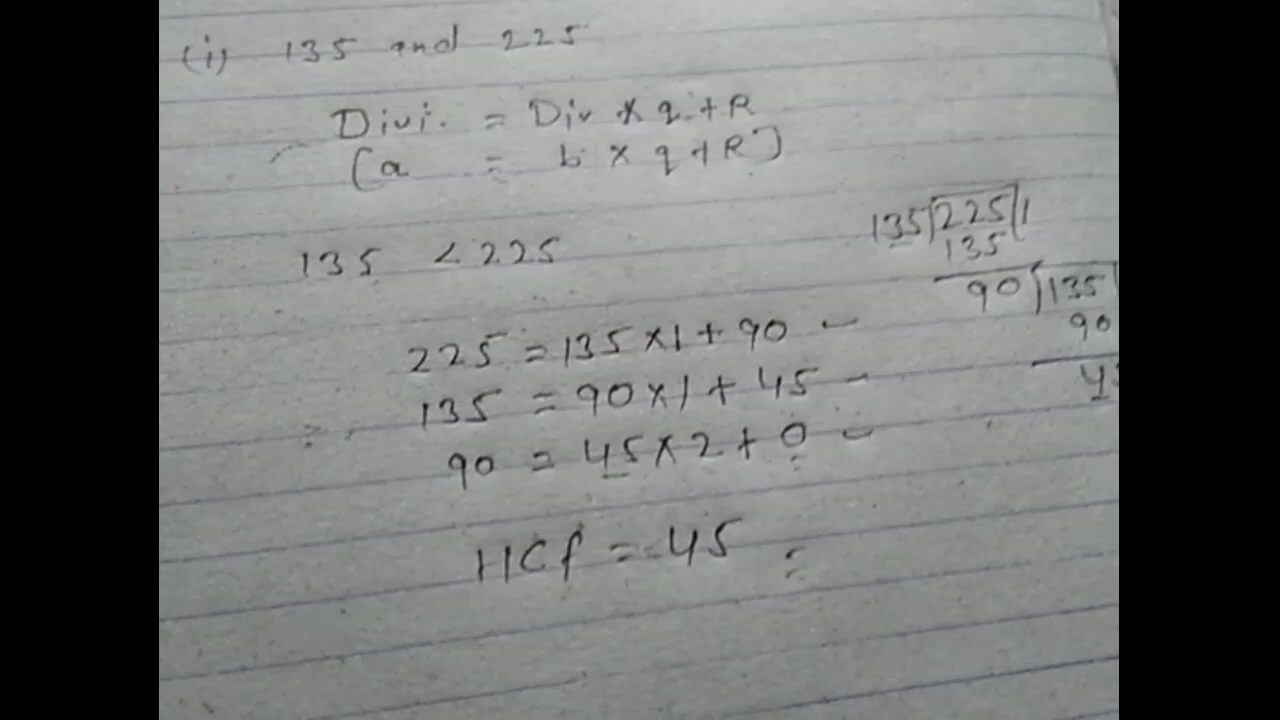 (i) 135 and 225
Divi. = Div × q + R
(a = b × q + R)
135 < 225
135)225(1
135
90)135
90
225 = 135×1 + 90 –
135 = 90×1 + 45 –
90 = 45×2 + 0 –
HCf = 45